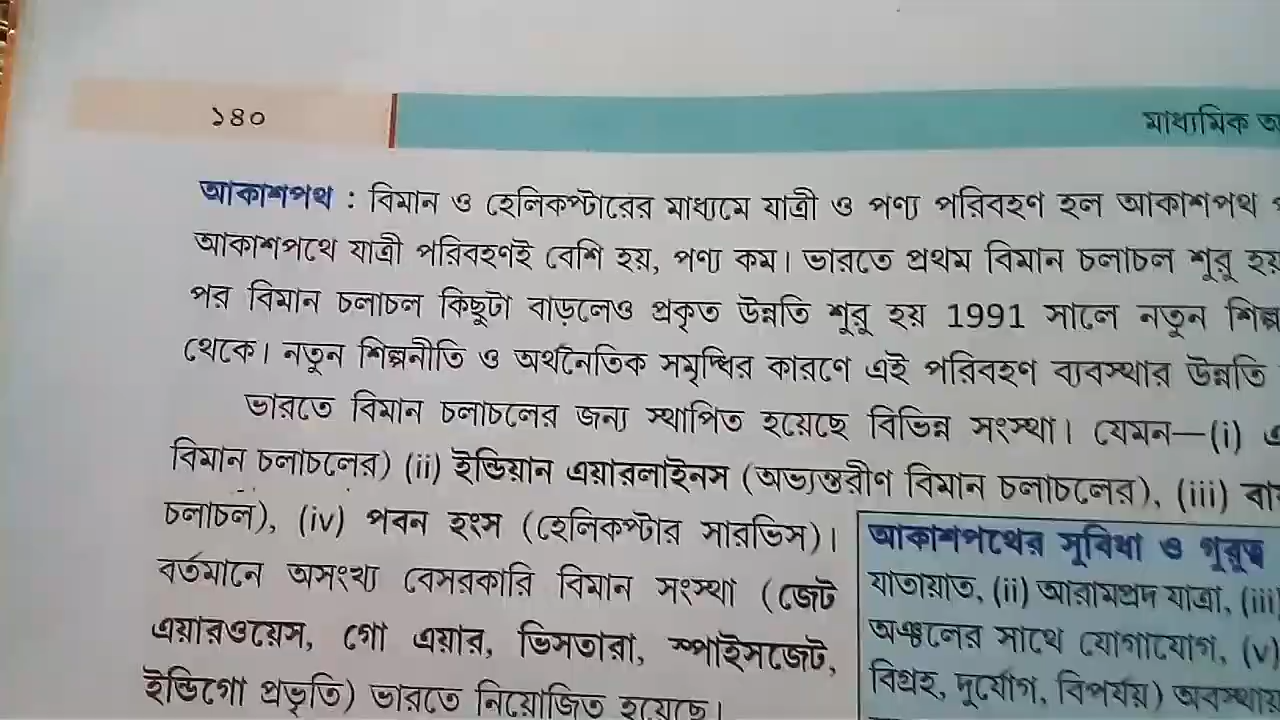 ১৪০
মাধ্যমিক
আকাশপথ : বিমান ও হেলিকপ্টারের মাধ্যমে যাত্রী ও পণ্য পরিবহণ হল আকাশপথ
আকাশপথে যাত্রী পরিবহণই বেশি হয়, পণ্য কম। ভারতে প্রথম বিমান চলাচল শুরু হয়
পর বিমান চলাচল কিছুটা বাড়লেও প্রকৃত উন্নতি শুরু হয় 1991 সালে নতুন শিল্প
থেকে। নতুন শিল্পনীতি ও অর্থনৈতিক সমৃদ্ধির কারণে এই পরিবহণ ব্যবস্থার উন্নতি
ভারতে বিমান চলাচলের জন্য স্থাপিত হয়েছে বিভিন্ন সংস্থা। যেমন—(i)
বিমান চলাচলের) (ii) ইন্ডিয়ান এয়ারলাইনস (অভ্যন্তরীণ বিমান চলাচলের), (iii)
চলাচল), (iv) পবন হংস (হেলিকপ্টার সারভিস)।
বর্তমানে অসংখ্য বেসরকারি বিমান সংস্থা (জেট
এয়ারওয়েস, গো এয়ার, ভিসতারা, স্পাইসজেট,
ইন্ডিগো প্রভৃতি) ভারতে নিয়োজিত হয়েছে।
আকাশপথের সুবিধা ও গুরুত্ব
যাতায়াত, (ii) আরামপ্রদ যাত্রা, (iii)
অঞ্চলের সাথে যোগাযোগ, (v)
বিগ্রহ, দুর্যোগ, বিপর্যয়) অবস্থায়